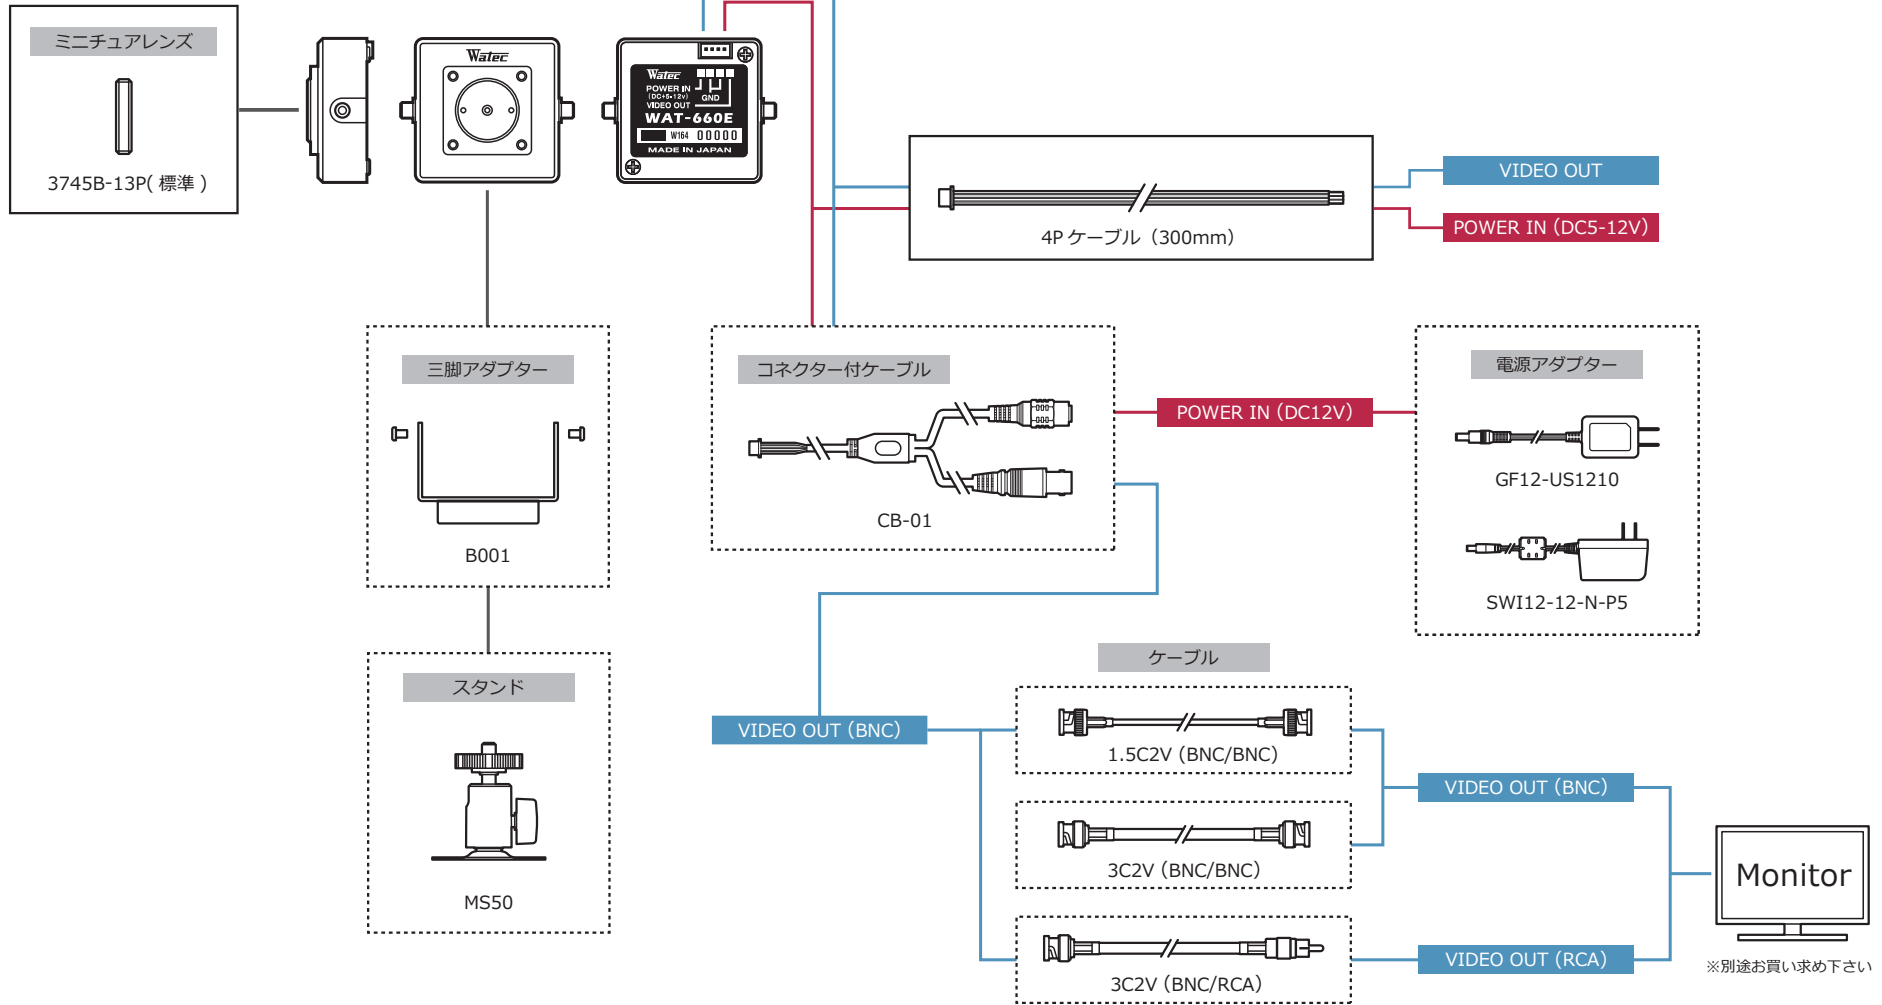 ミニチュアレンズ
3745B-13P( 標準 )
Watec
Watec
POWER IN
(DC+5-12V)
GND
VIDEO OUT
WAT-660E
W164 00000
MADE IN JAPAN
4P ケーブル（300mm）
VIDEO OUT
POWER IN（DC5-12V）
三脚アダプター
B001
スタンド
MS50
コネクター付ケーブル
CB-01
POWER IN（DC12V）
電源アダプター
GF12-US1210
SWI12-12-N-P5
VIDEO OUT（BNC）
ケーブル
1.5C2V（BNC/BNC）
3C2V（BNC/BNC）
3C2V（BNC/RCA）
VIDEO OUT（BNC）
VIDEO OUT（RCA）
Monitor
※別途お買い求め下さい